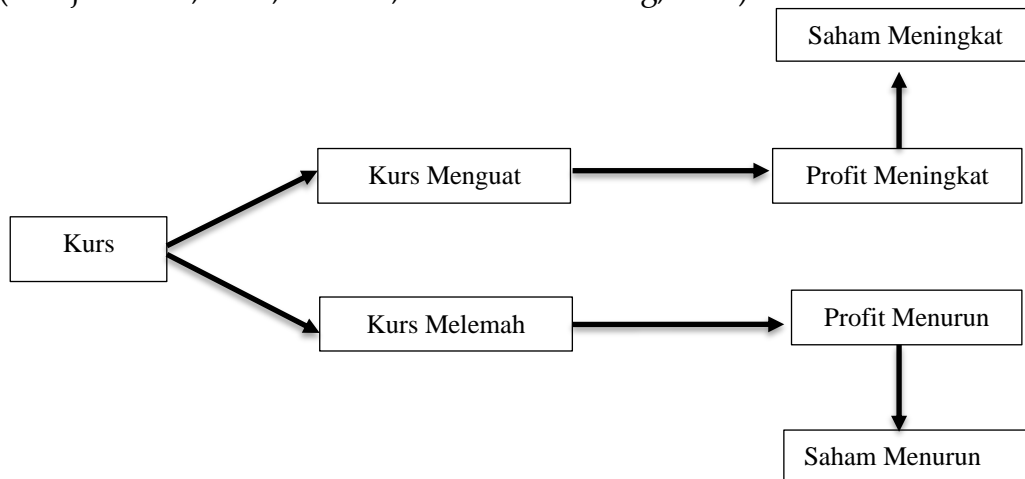 Saham Meningkat
Kurs Menguat
Profit Meningkat
Kurs
Kurs Melemah
Profit Menurun
Saham Menurun